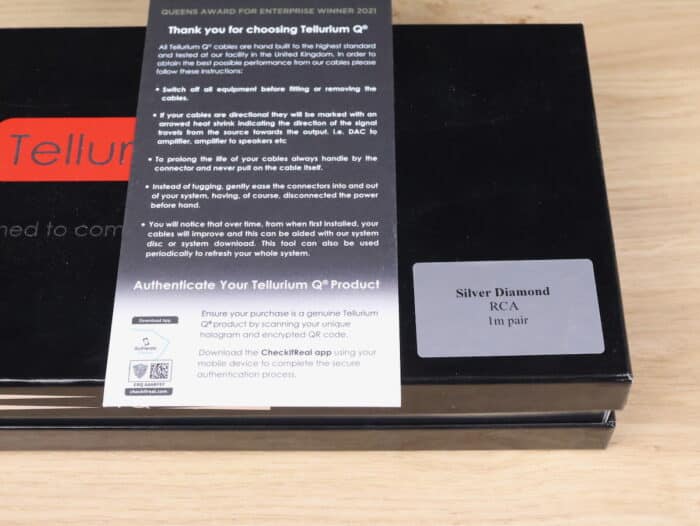 QUEENS AWARD FOR ENTERPRISE WINNER 2021
Thank you for choosing Tellurium Q®
All Tellurium Q® cables are hand built to the highest standard
and tested at our facility in the United Kingdom. In order to
obtain the best possible performance from our cables please
follow these instructions:
• Switch off all equipment before fitting or removing the
cables.
• If your cables are directional they will be marked with an
arrowed heat shrink indicating the direction of the signal
travels from the source towards the output. i.e. DAC to
amplifier, amplifier to speakers etc
• To prolong the life of your cables always handle by the
connector and never pull on the cable itself.
• Instead of tugging, gently ease the connectors into and out
of your system, having, of course, disconnected the power
before hand.
• You will notice that over time, from when first installed, your
cables will improve and this can be aided with our system
disc or system download. This tool can also be used
periodically to refresh your whole system.
Authenticate Your Tellurium Q® Product
Download App
Ensure your purchase is a genuine Tellurium
Q® product by scanning your unique
hologram and encrypted QR code.
Authentic
Download the CheckIfReal app using your
mobile device to complete the secure
authentication process.
checkifreal.com
Tellur
ned to com
Silver Diamond
RCA
1m pair